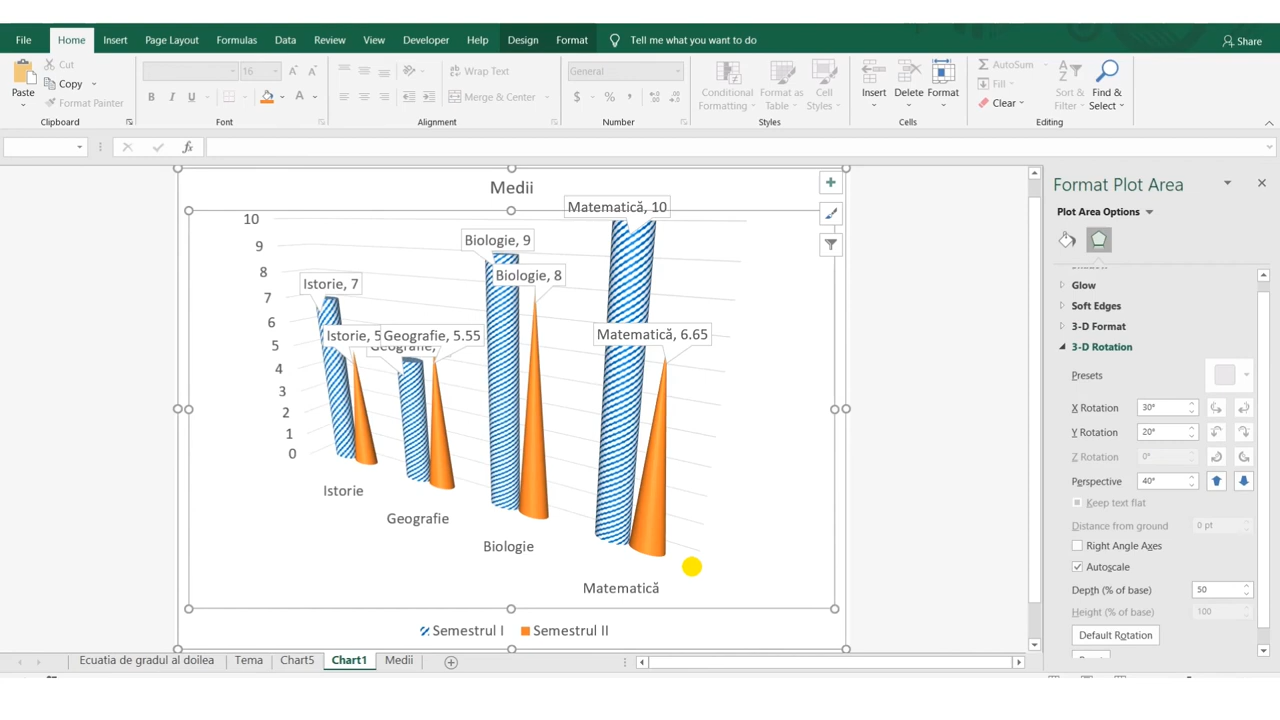 File Home Insert Page Layout Formulas Data Review View Developer Help Design Format Tell me what you want to do Share
Cut
Copy
Format Painter
Paste
16
Wrap Text
Merge & Center
General
Conditional Formatting
Format as Table
Cell Styles
Insert
Delete
Format
AutoSum
Fill
Clear
Sort & Filter
Find & Select
Clipboard Font Alignment Number Styles Cells Editing
Medii
10
9
8
7
6
5
4
3
2
1
0
Istorie, 7
Istorie, 5
Geografie,
Geografie, 5.55
Biologie, 9
Biologie, 8
Matematică, 10
Matematică, 6.65
Istorie
Geografie
Biologie
Matematică
Semestrul I Semestrul II
Format Plot Area
Plot Area Options
Glow
Soft Edges
3-D Format
3-D Rotation
Presets
X Rotation 30°
Y Rotation 20°
Z Rotation 0°
Perspective 40°
Keep text flat
Distance from ground 0 pt
Right Angle Axes
Autoscale
Depth (% of base) 50
Height (% of base) 100
Default Rotation
Ecuatia de gradul al doilea Tema Chart5 Chart1 Medii